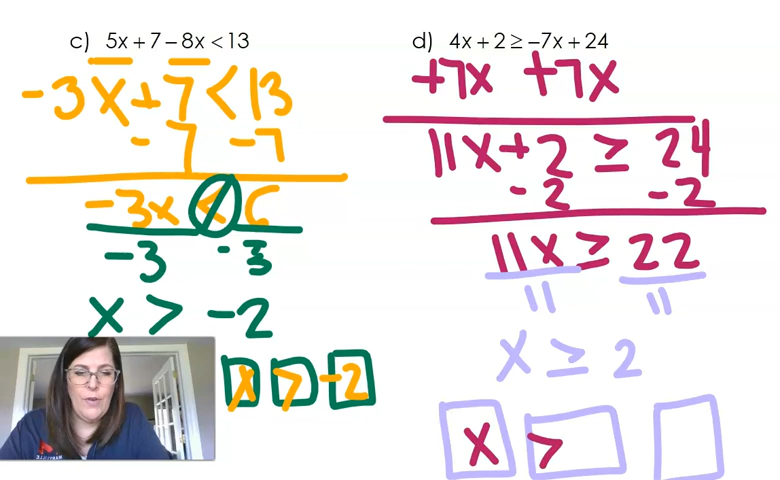 c) 5x + 7 – 8x < 13
-3x + 7 < 13
- 7 - 7
-3x < 6
-3 -3
x > -2
x > -2
d) 4x + 2 ≥ –7x + 24
+7x +7x
11x + 2 ≥ 24
- 2 - 2
11x ≥ 22
11 11
x ≥ 2
x >